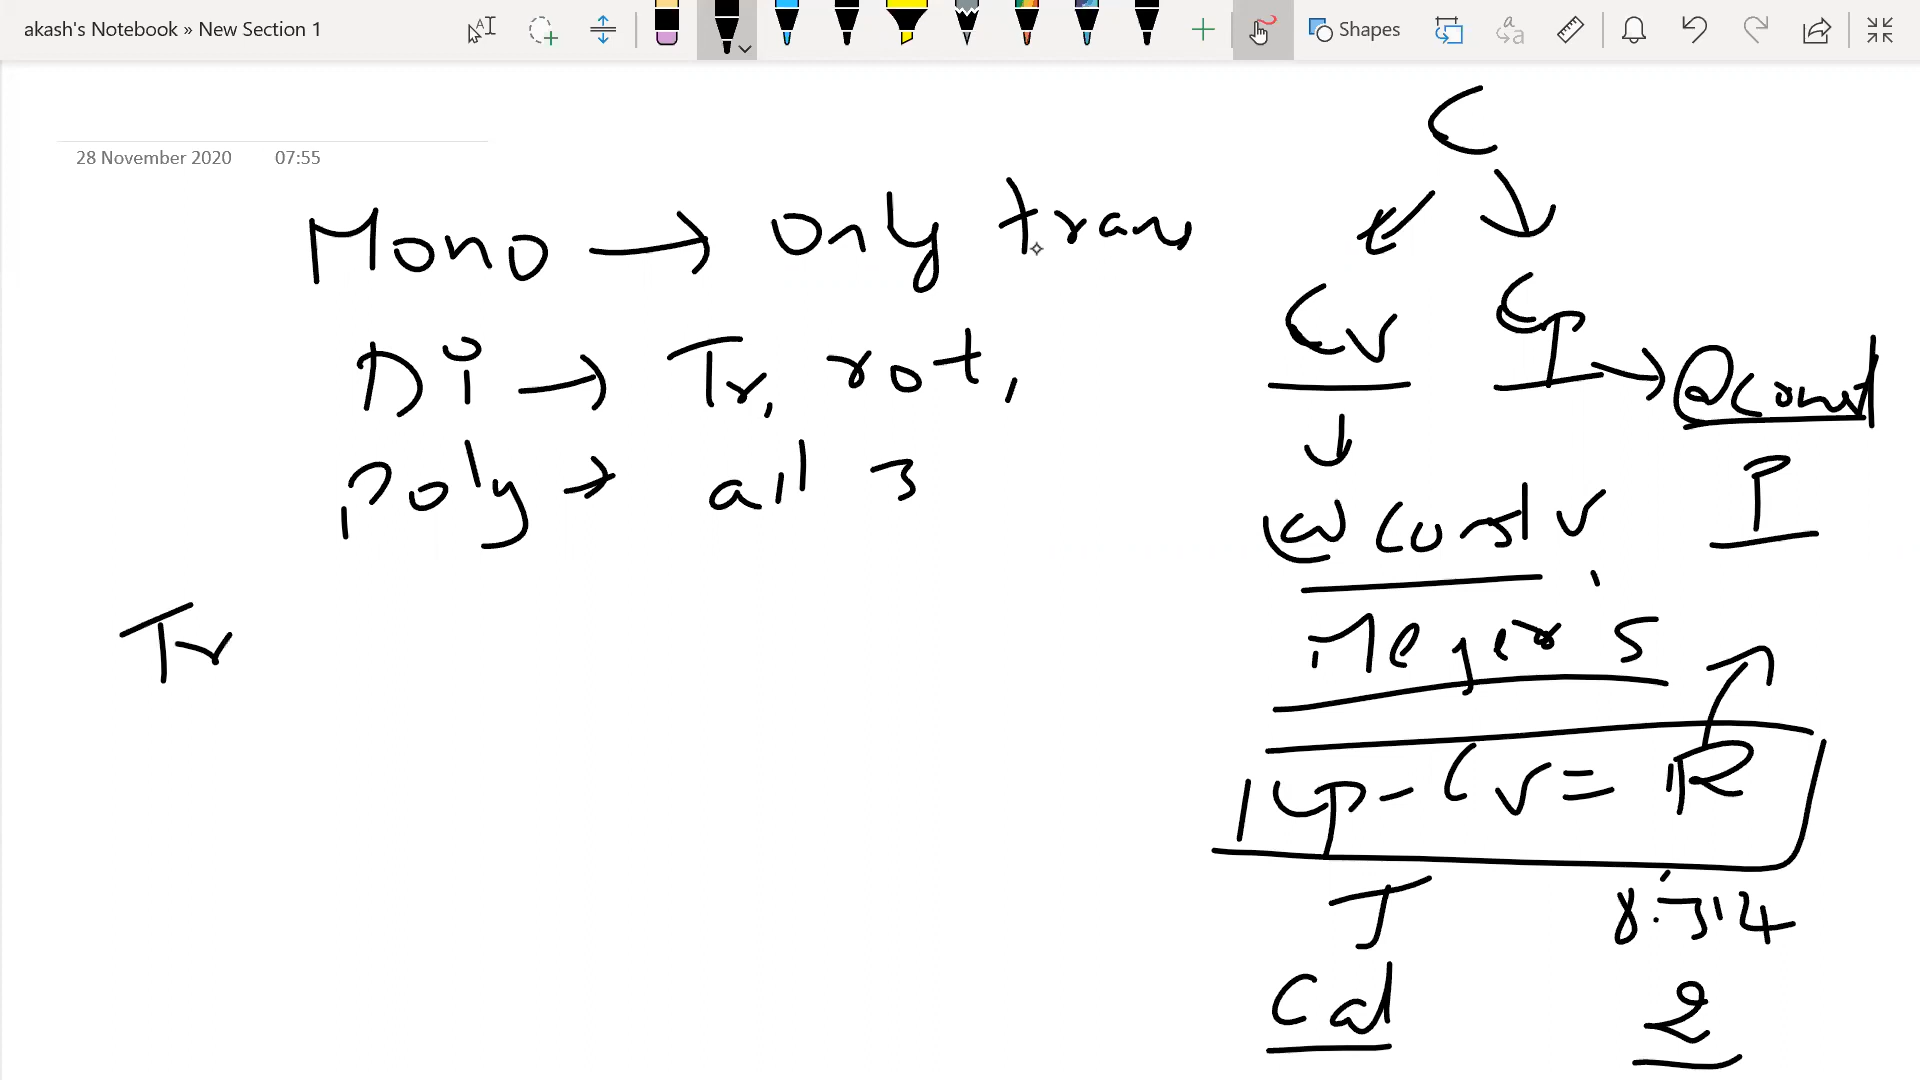 akash's Notebook » New Section 1
Shapes
28 November 2020 07:55
Mono → only trans
Di → Tr, rot,
Poly → all 3
Tr
C
Cv Cp → @const
P
↓
@ const v
Meyer's
Cp - Cv = R
J 8.314
Cal 2